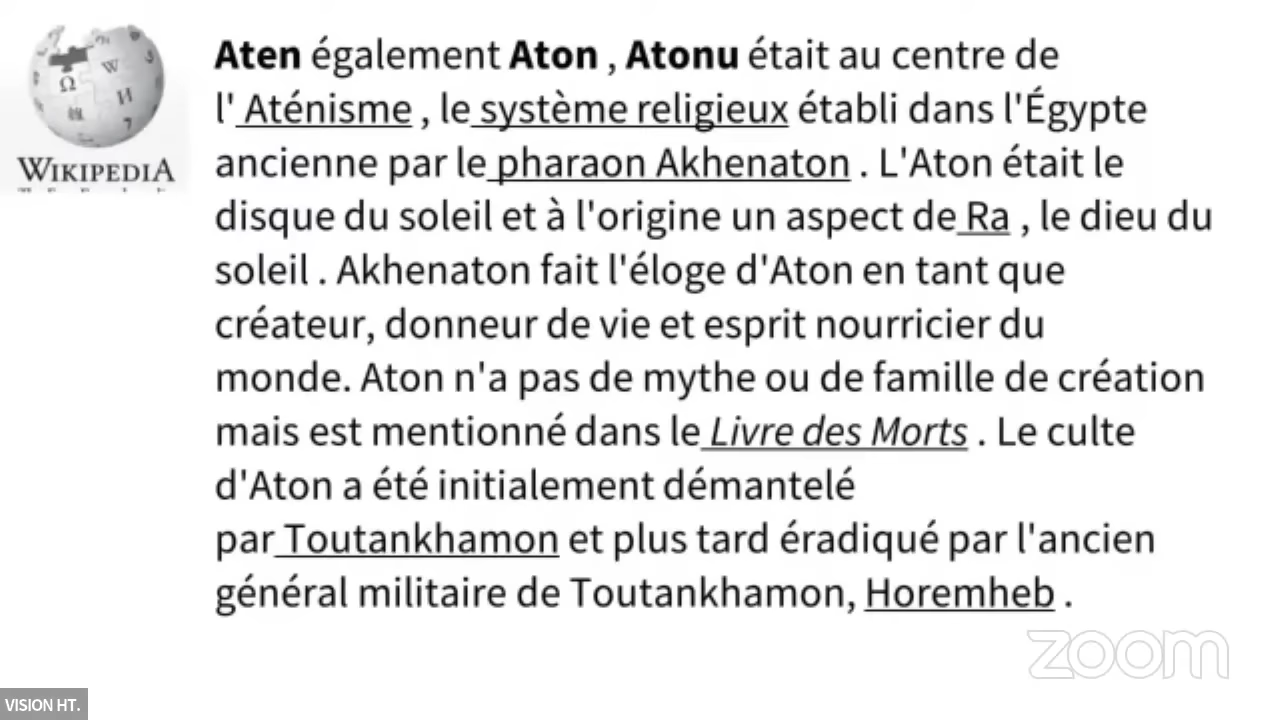 Aten également Aton , Atonu était au centre de
l' Aténisme , le système religieux établi dans l'Égypte
ancienne par le pharaon Akhenaton . L'Aton était le
disque du soleil et à l'origine un aspect de Ra , le dieu du
soleil . Akhenaton fait l'éloge d'Aton en tant que
créateur, donneur de vie et esprit nourricier du
monde. Aton n'a pas de mythe ou de famille de création
mais est mentionné dans le Livre des Morts . Le culte
d'Aton a été initialement démantelé
par Toutankhamon et plus tard éradiqué par l'ancien
général militaire de Toutankhamon, Horemheb .
WIKIPEDIA
zoom
VISION HT.